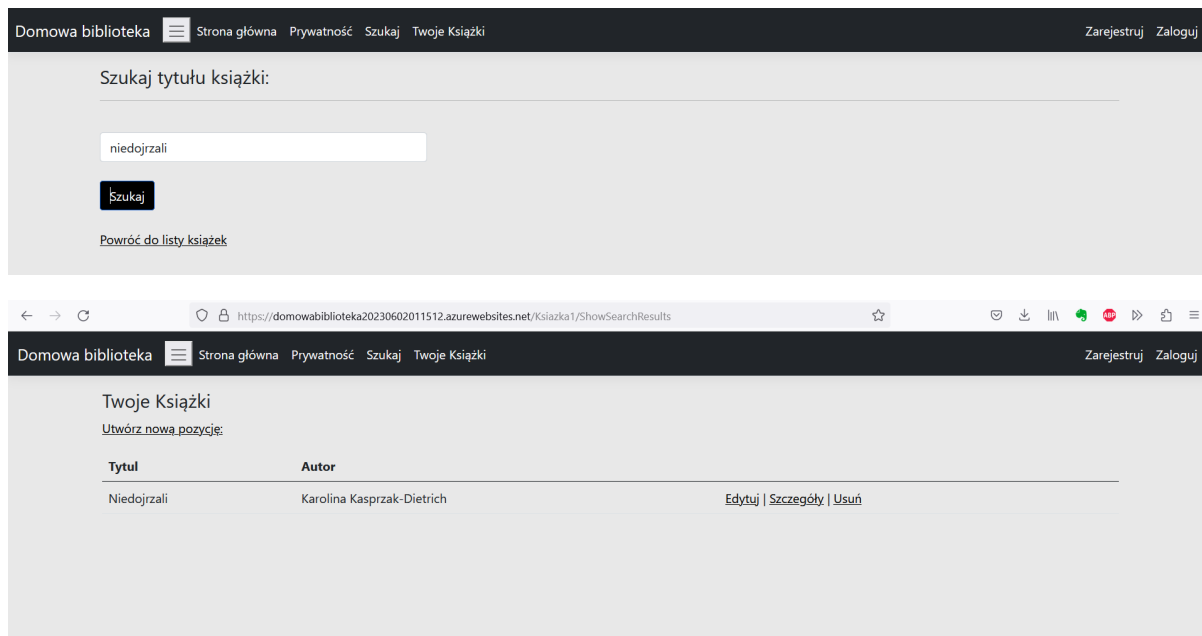 Domowa biblioteka Strona główna Prywatność Szukaj Twoje Książki Zarejestruj Zaloguj
Szukaj tytułu książki:
niedojrzali
Szukaj
Powróć do listy książek
https://domowabiblioteka20230602011512.azurewebsites.net/Ksiazka1/ShowSearchResults ABP
Domowa biblioteka Strona główna Prywatność Szukaj Twoje Książki Zarejestruj Zaloguj
Twoje Książki
Utwórz nową pozycję:
Tytul Autor
Niedojrzali Karolina Kasprzak-Dietrich Edytuj | Szczegóły | Usuń